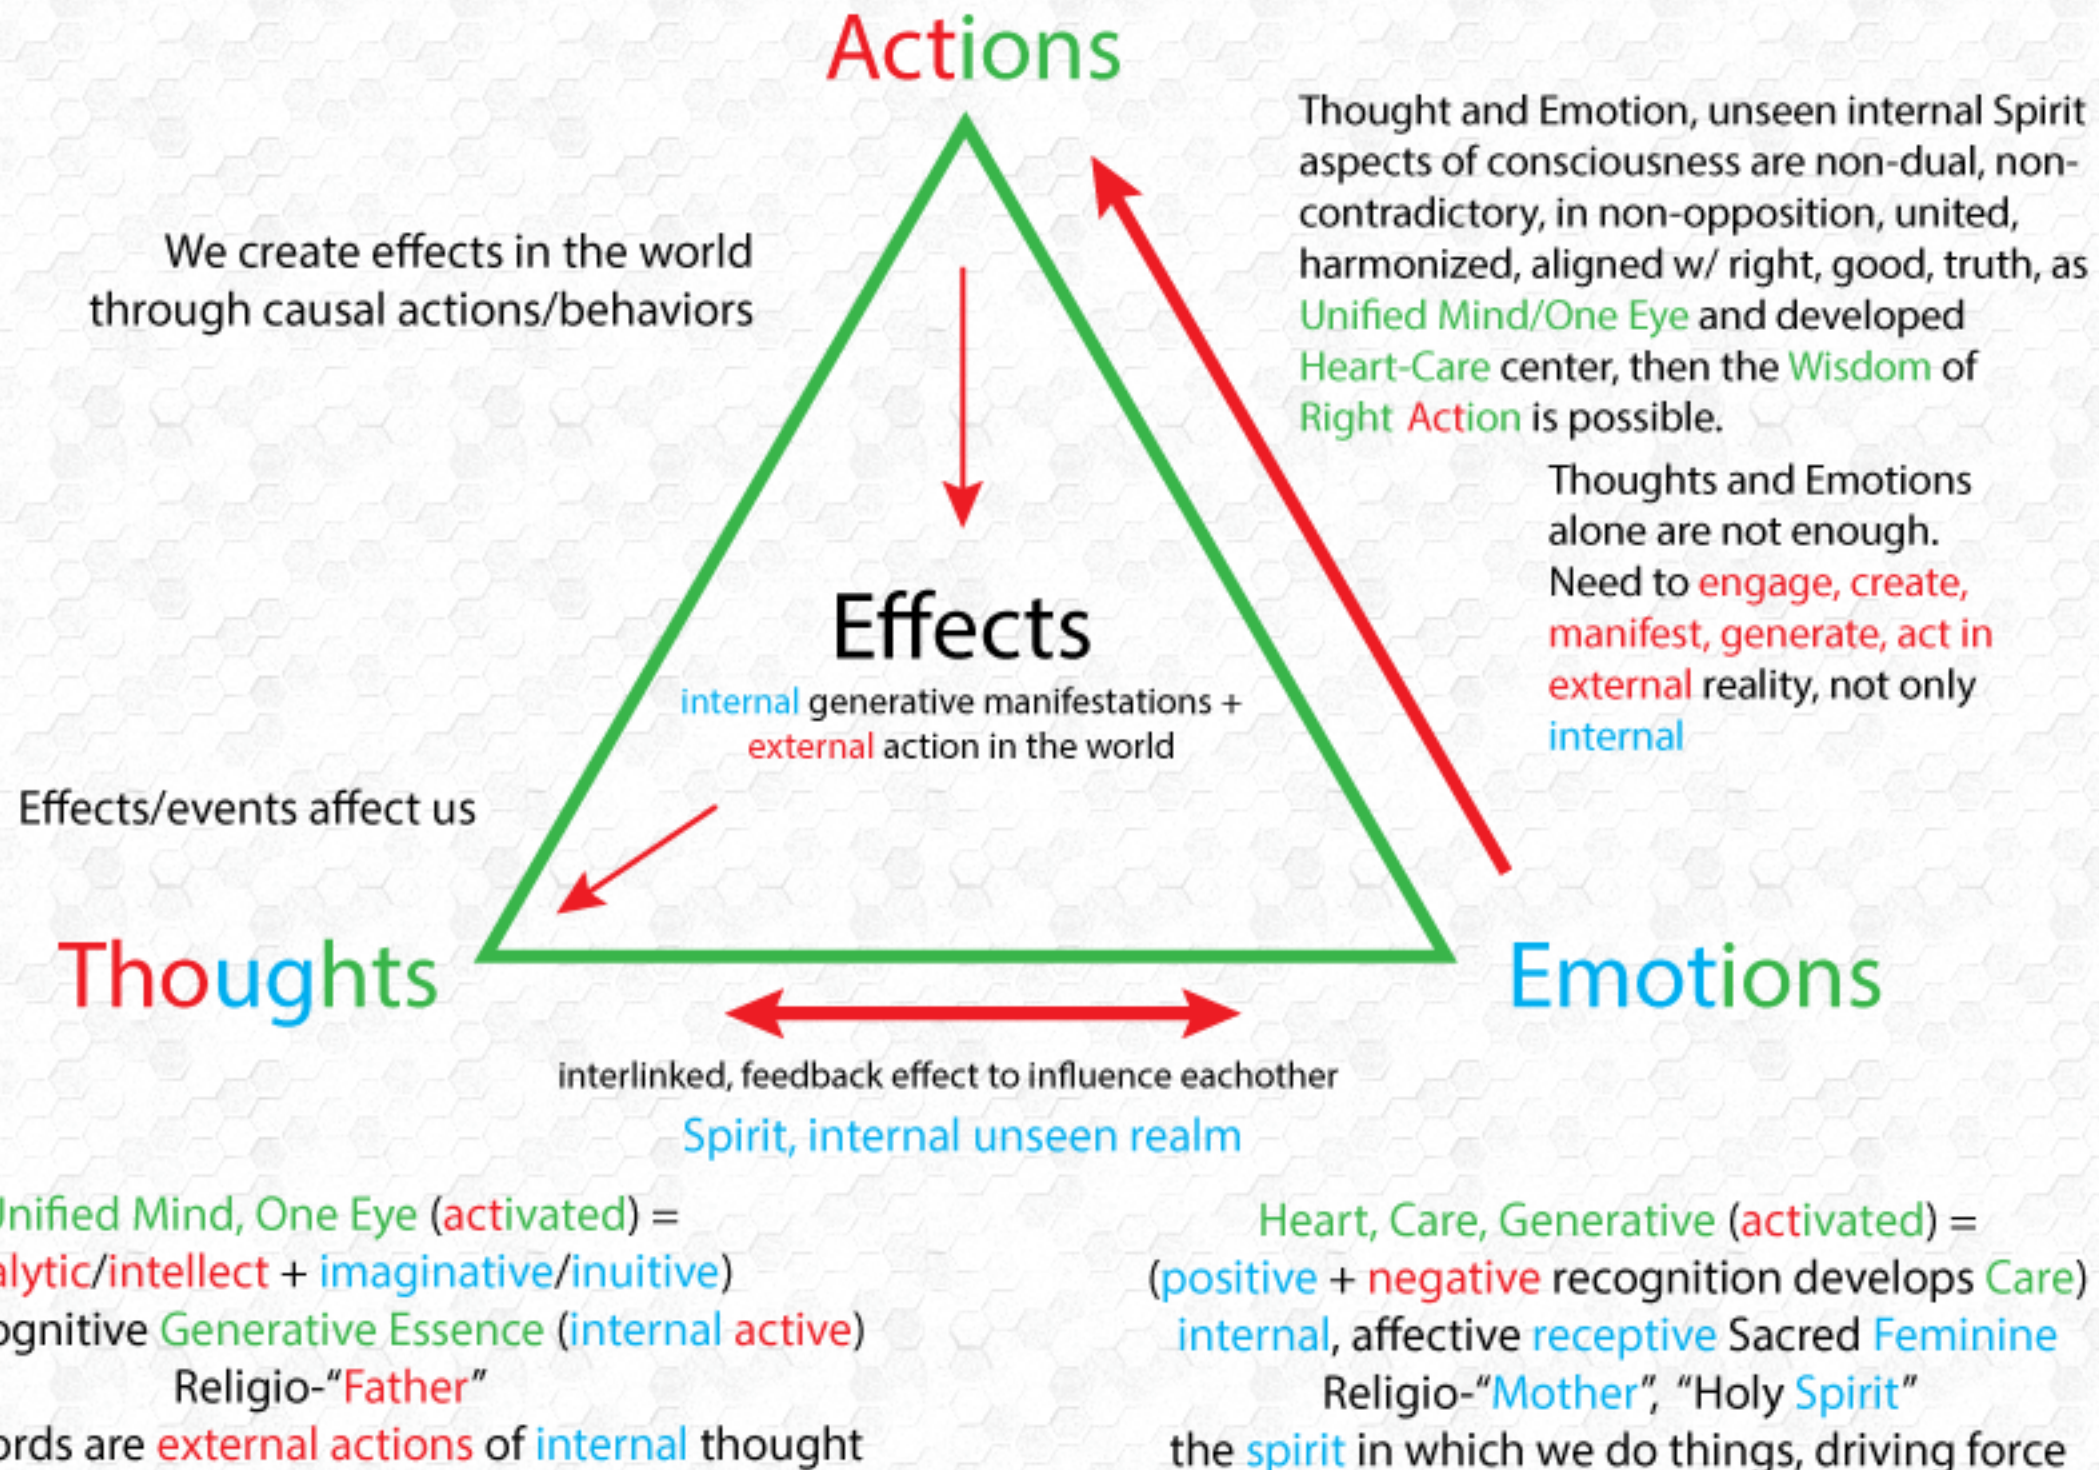 Actions
Thought and Emotion, unseen internal Spirit
aspects of consciousness are non-dual, non-
contradictory, in non-opposition, united,
harmonized, aligned w/ right, good, truth, as
Unified Mind/One Eye and developed
Heart-Care center, then the Wisdom of
Right Action is possible.
We create effects in the world
through causal actions/behaviors
Thoughts and Emotions
alone are not enough.
Need to engage, create,
manifest, generate, act in
external reality, not only
internal
Effects
internal generative manifestations +
external action in the world
Effects/events affect us
Thoughts
Emotions
interlinked, feedback effect to influence eachother
Spirit, internal unseen realm
Unified Mind, One Eye (activated) =
alytic/intellect + imaginative/inuitive)
ognitive Generative Essence (internal active)
Religio-“Father”
ords are external actions of internal thought
Heart, Care, Generative (activated) =
(positive + negative recognition develops Care)
internal, affective receptive Sacred Feminine
Religio-“Mother”, “Holy Spirit”
the spirit in which we do things, driving force